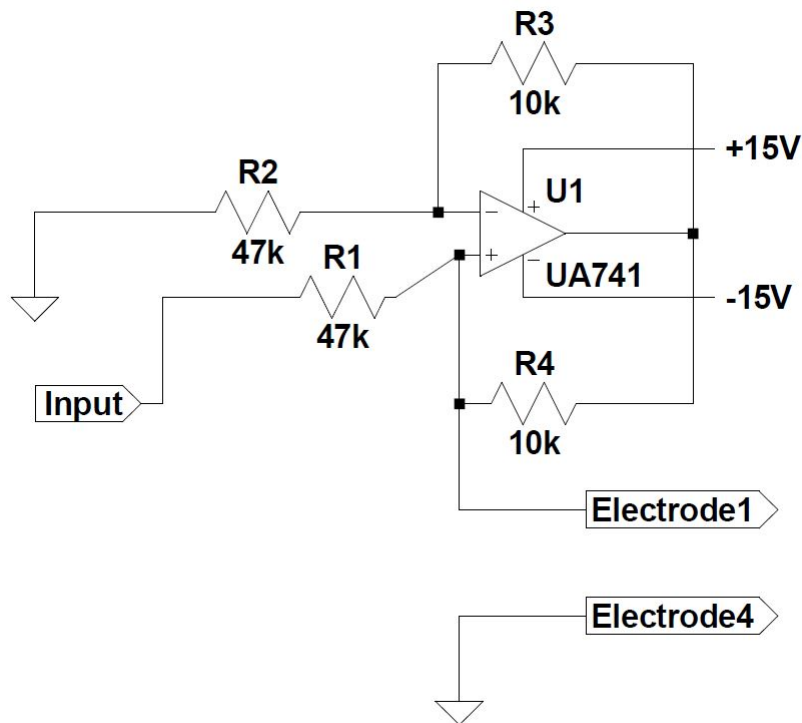 R3
10k
+15V
R2
U1
-
+
47k
R1
+
-
UA741
-15V
47k
R4
Input
10k
Electrode1
Electrode4